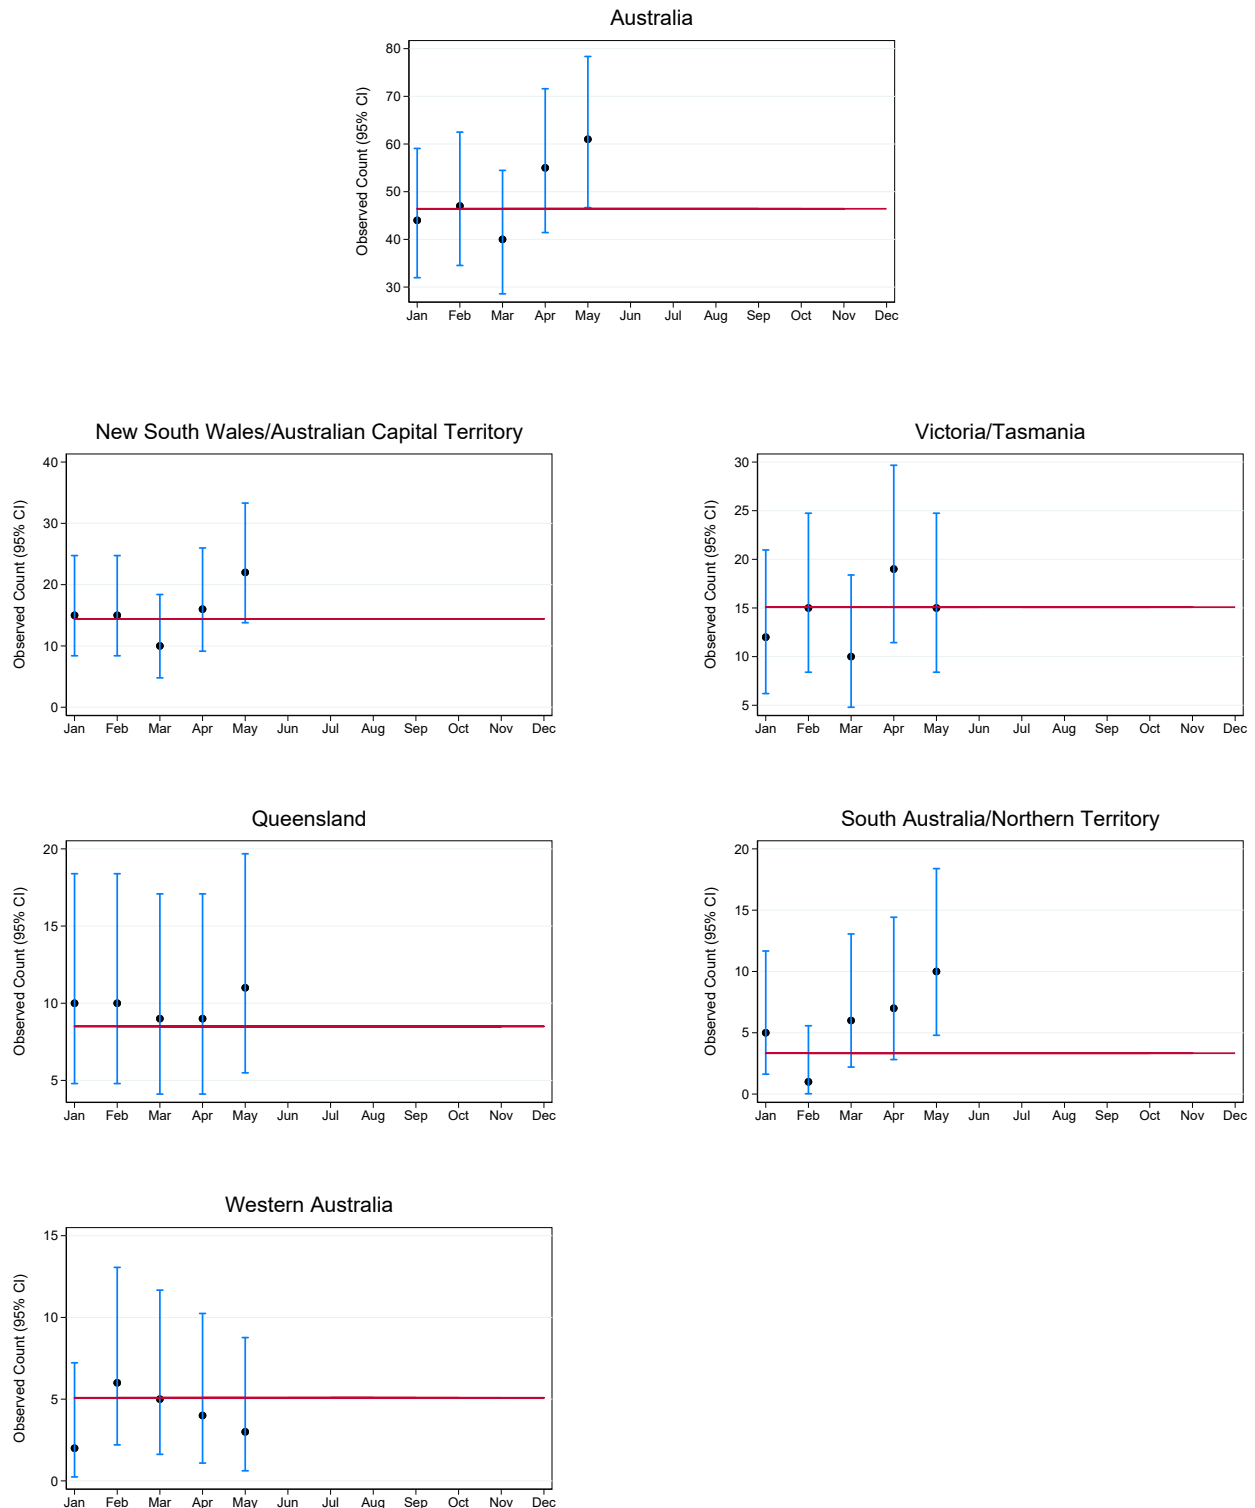 Australia
Observed Count (95% CI)
80
70
60
50
40
30
Jan Feb Mar Apr May Jun Jul Aug Sep Oct Nov Dec
New South Wales/Australian Capital Territory
Observed Count (95% CI)
40
30
20
10
0
Jan Feb Mar Apr May Jun Jul Aug Sep Oct Nov Dec
Victoria/Tasmania
Observed Count (95% CI)
30
25
20
15
10
5
Jan Feb Mar Apr May Jun Jul Aug Sep Oct Nov Dec
Queensland
Observed Count (95% CI)
20
15
10
5
Jan Feb Mar Apr May Jun Jul Aug Sep Oct Nov Dec
South Australia/Northern Territory
Observed Count (95% CI)
20
15
10
5
0
Jan Feb Mar Apr May Jun Jul Aug Sep Oct Nov Dec
Western Australia
Observed Count (95% CI)
15
10
5
0
Jan Feb Mar Apr May Jun Jul Aug Sep Oct Nov Dec